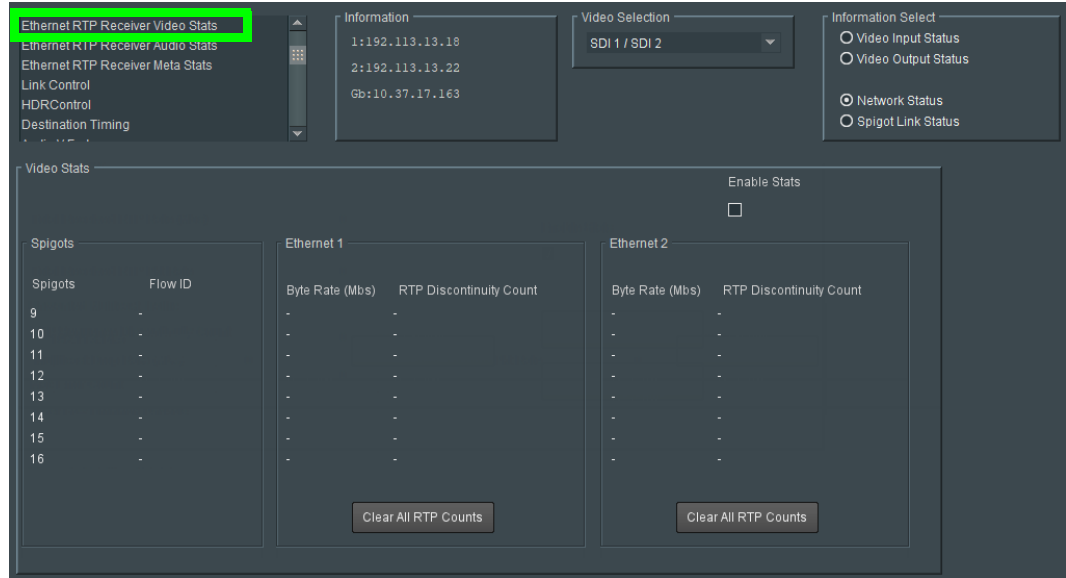 Ethernet RTP Receiver Video Stats
Ethernet RTP Receiver Audio Stats
Ethernet RTP Receiver Meta Stats
Link Control
HDRControl
Destination Timing
Information
1:192.113.13.18
2:192.113.13.22
Gb:10.37.17.163
Video Selection
SDI 1 / SDI 2
Information Select
Video Input Status
Video Output Status
Network Status
Spigot Link Status
Video Stats
Enable Stats
Spigots
Spigots Flow ID
9 -
10 -
11 -
12 -
13 -
14 -
15 -
16 -
Ethernet 1
Byte Rate (Mbs) RTP Discontinuity Count
- -
- -
- -
- -
- -
- -
- -
- -
Clear All RTP Counts
Ethernet 2
Byte Rate (Mbs) RTP Discontinuity Count
- -
- -
- -
- -
- -
- -
- -
- -
Clear All RTP Counts